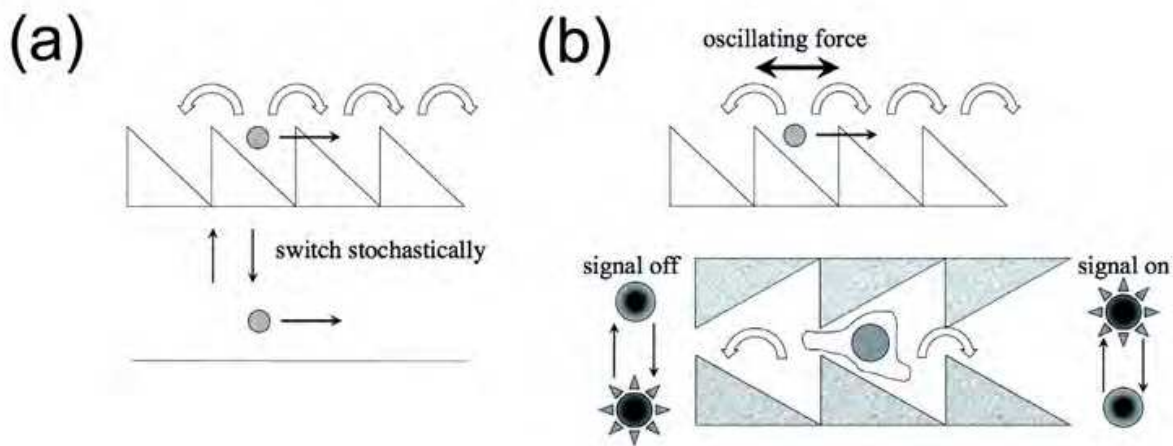 (a)
switch stochastically
(b)
oscillating force
signal off
signal on